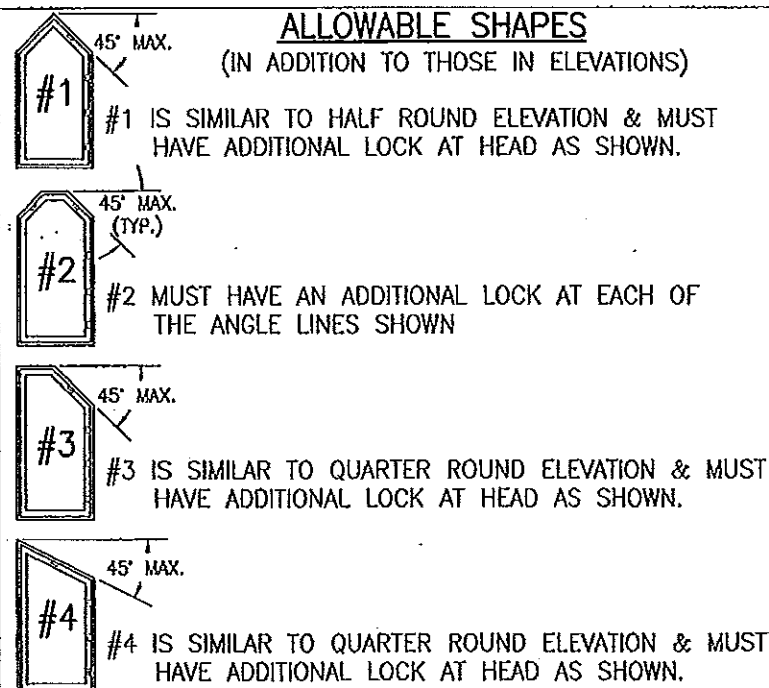 ALLOWABLE SHAPES
(IN ADDITION TO THOSE IN ELEVATIONS)
45° MAX.
#1
#1 IS SIMILAR TO HALF ROUND ELEVATION & MUST
HAVE ADDITIONAL LOCK AT HEAD AS SHOWN.
45° MAX.
(TYP.)
#2
#2 MUST HAVE AN ADDITIONAL LOCK AT EACH OF
THE ANGLE LINES SHOWN
45° MAX.
#3
#3 IS SIMILAR TO QUARTER ROUND ELEVATION & MUST
HAVE ADDITIONAL LOCK AT HEAD AS SHOWN.
45° MAX.
#4
#4 IS SIMILAR TO QUARTER ROUND ELEVATION & MUST
HAVE ADDITIONAL LOCK AT HEAD AS SHOWN.